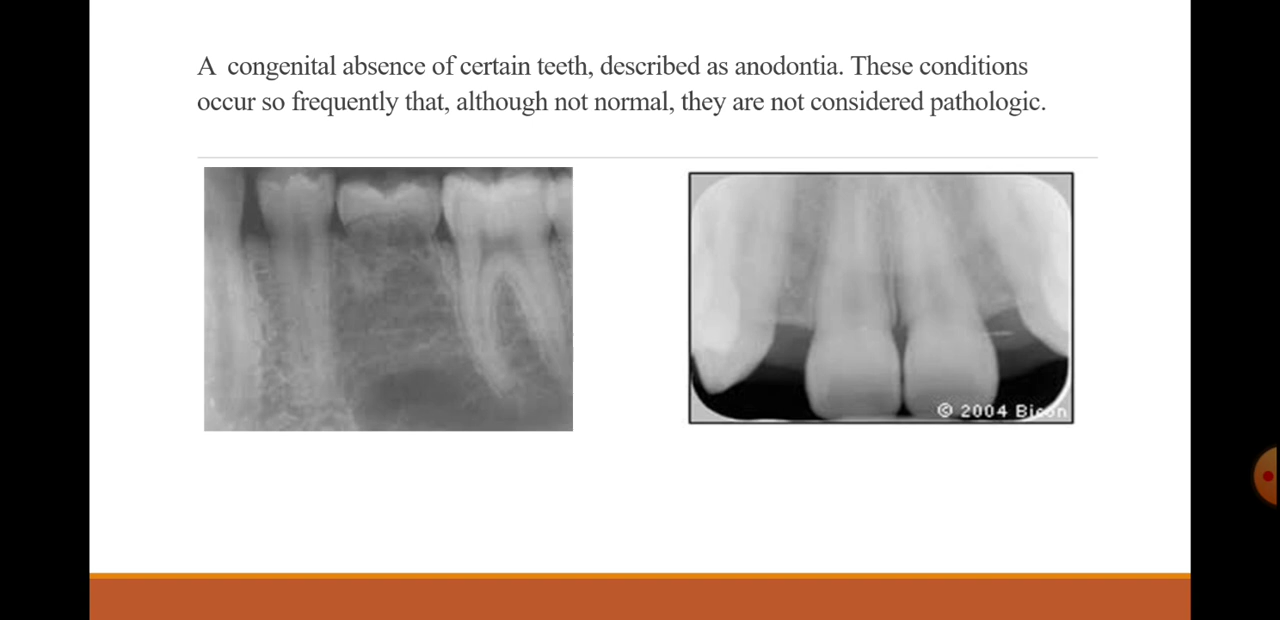 A congenital absence of certain teeth, described as anodontia. These conditions
occur so frequently that, although not normal, they are not considered pathologic.
© 2004 Bicon